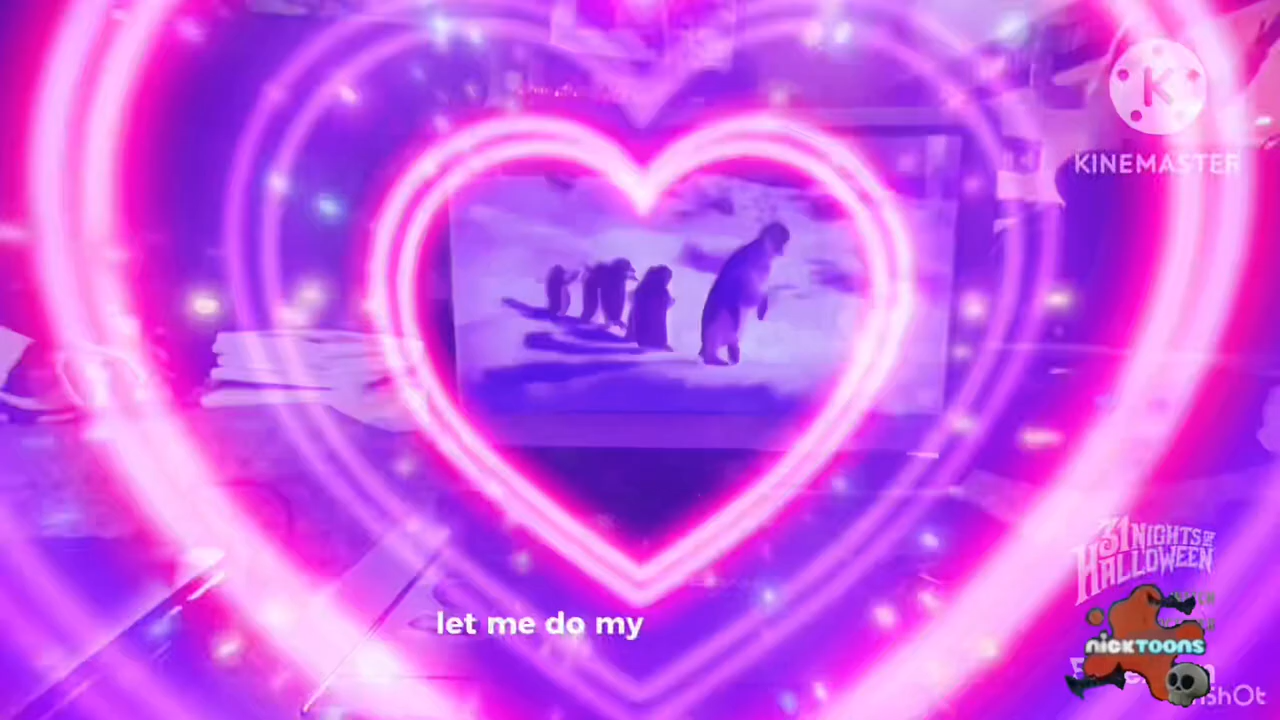 K
KINEMASTER
31 NIGHTS OF
HALLOWEEN
nicktoons
let me do my